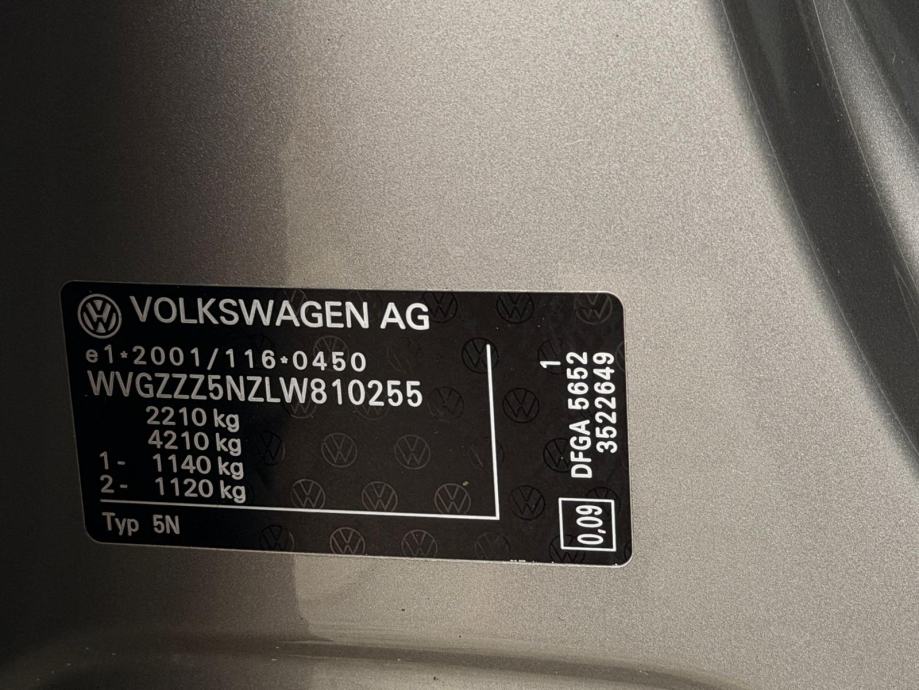 VOLKSWAGEN AG
e1*2001/116*0450
WVGZZZ5NZLW810255
2210 kg
4210 kg
1- 1140 kg
2- 1120 kg
Typ 5N
1
DFGA 5652
3522649
0,09